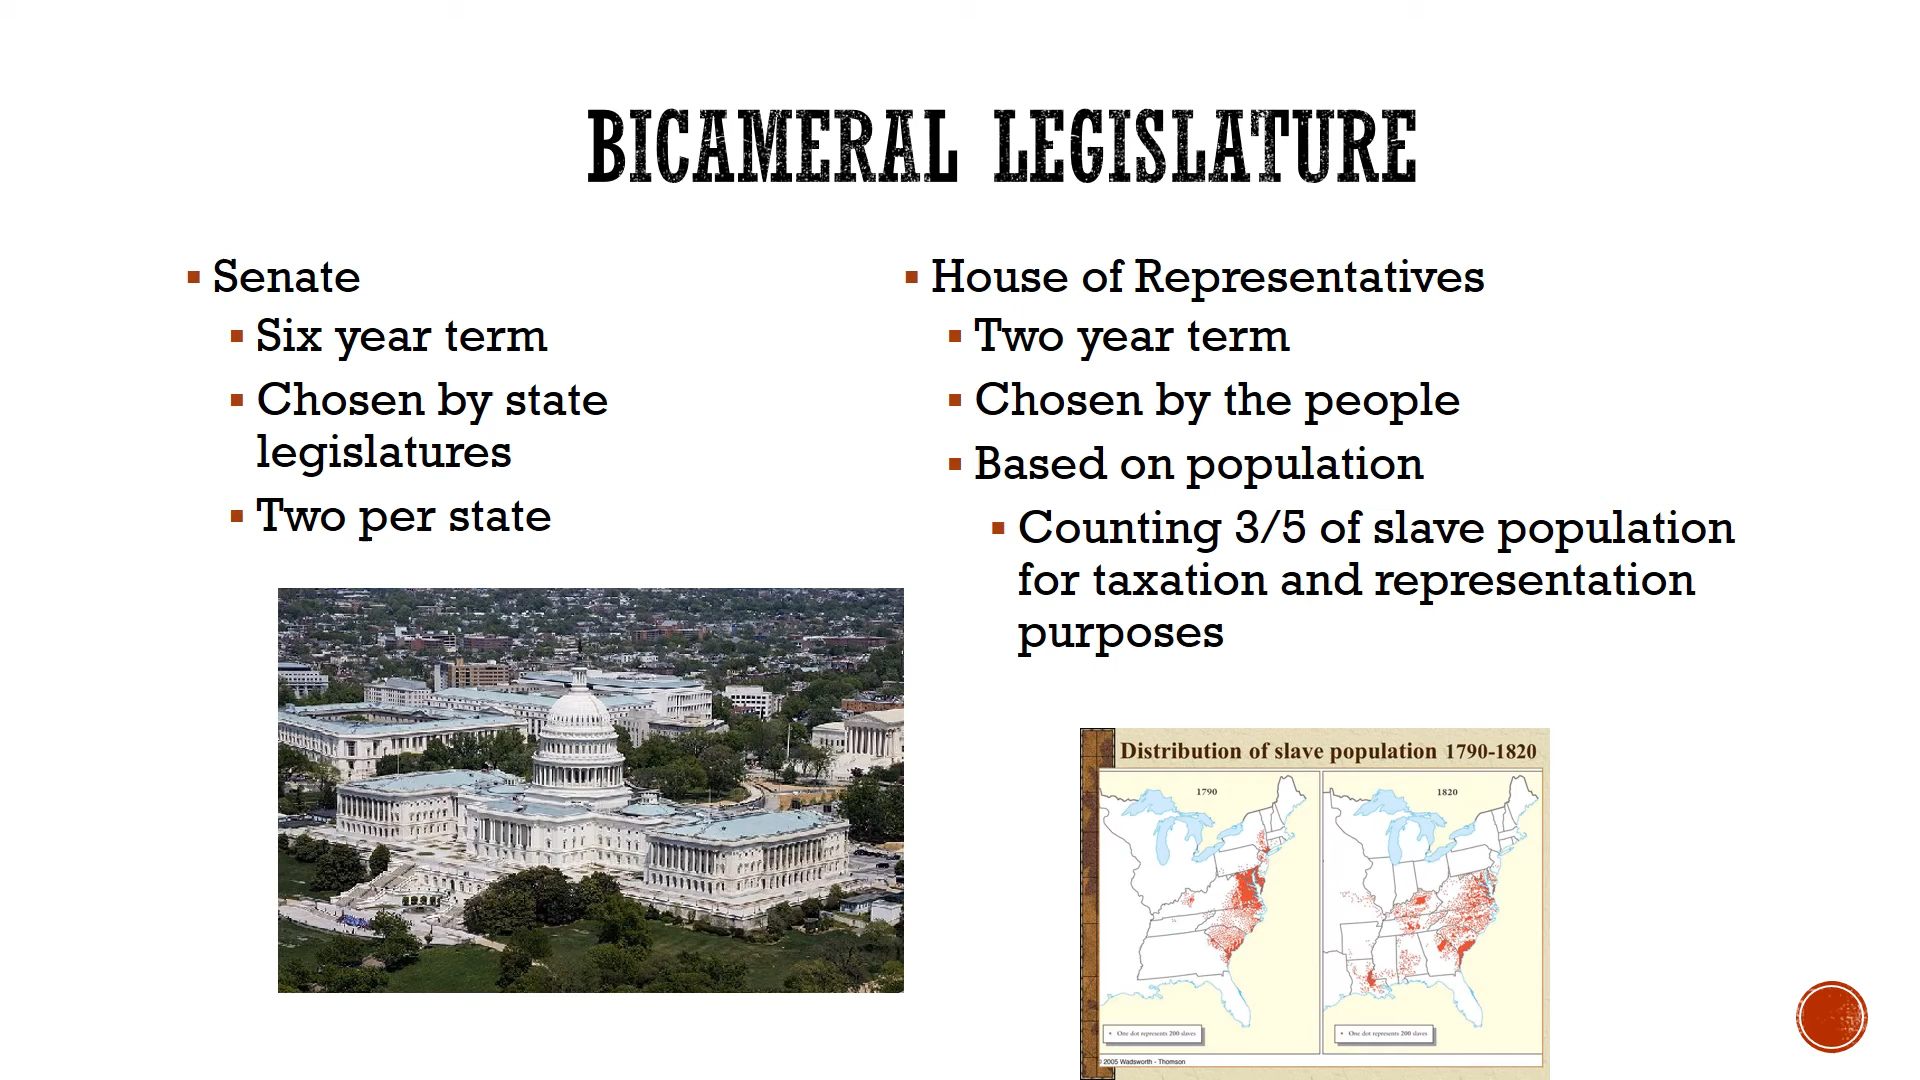 BICAMERAL LEGISLATURE
Senate
Six year term
Chosen by state
legislatures
Two per state
House of Representatives
Two year term
Chosen by the people
Based on population
Counting 3/5 of slave population
for taxation and representation
purposes
Distribution of slave population 1790-1820
1790
1820
One dot represents 200 slaves
One dot represents 200 slaves
2005 Wadsworth - Thomson